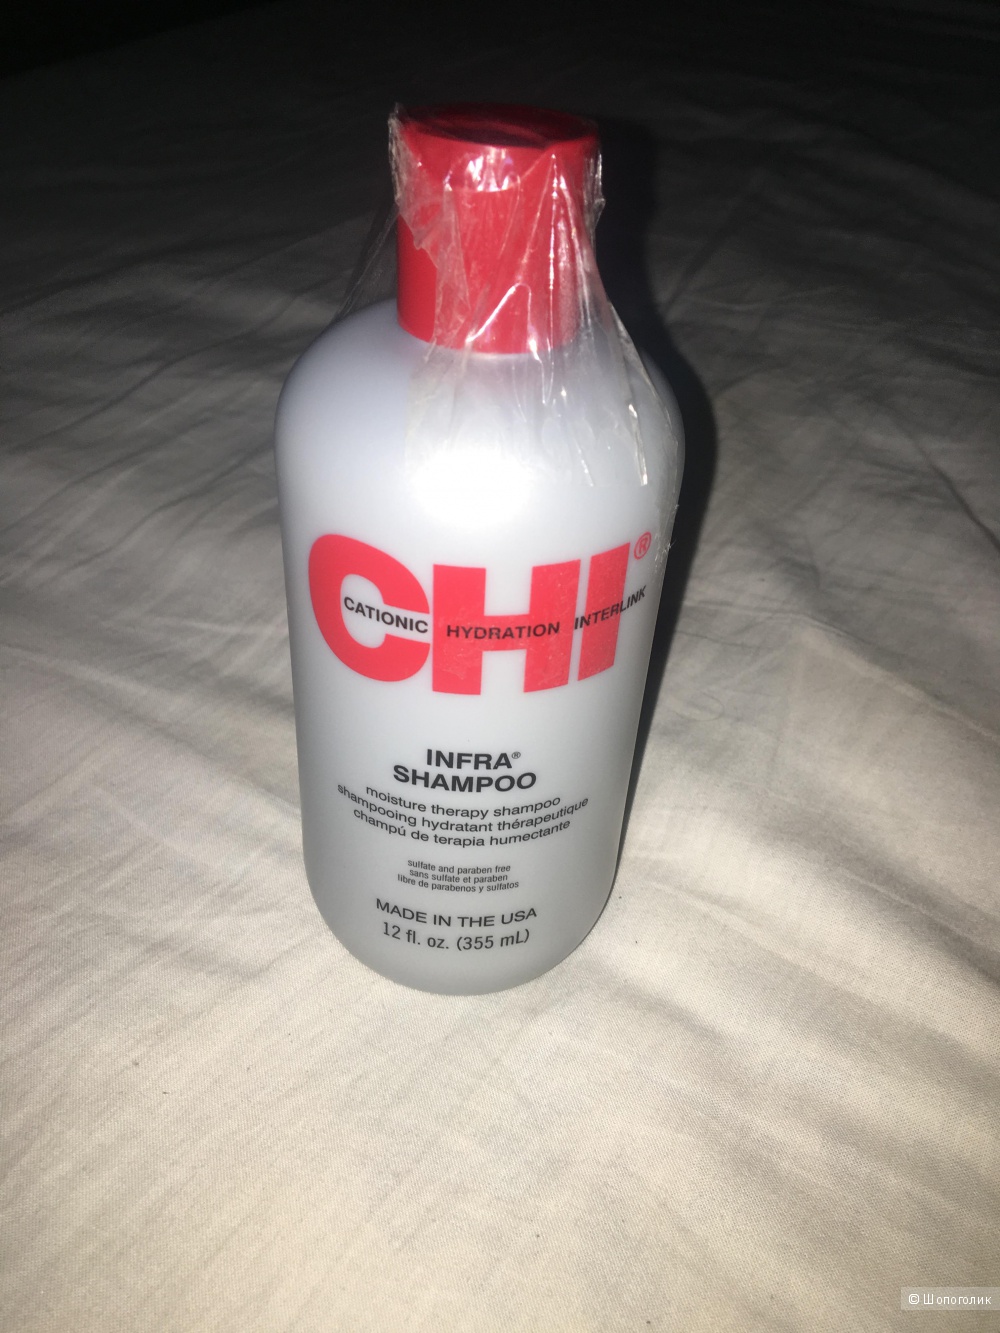 CHI®
CATIONIC HYDRATION INTERLINK
INFRA®
SHAMPOO
moisture therapy shampoo
shampooing hydratant thérapeutique
champú de terapia humectante
sulfate and paraben free
sans sulfate et paraben
libre de parabenos y sulfatos
MADE IN THE USA
12 fl. oz. (355 mL)
© Шопоголик